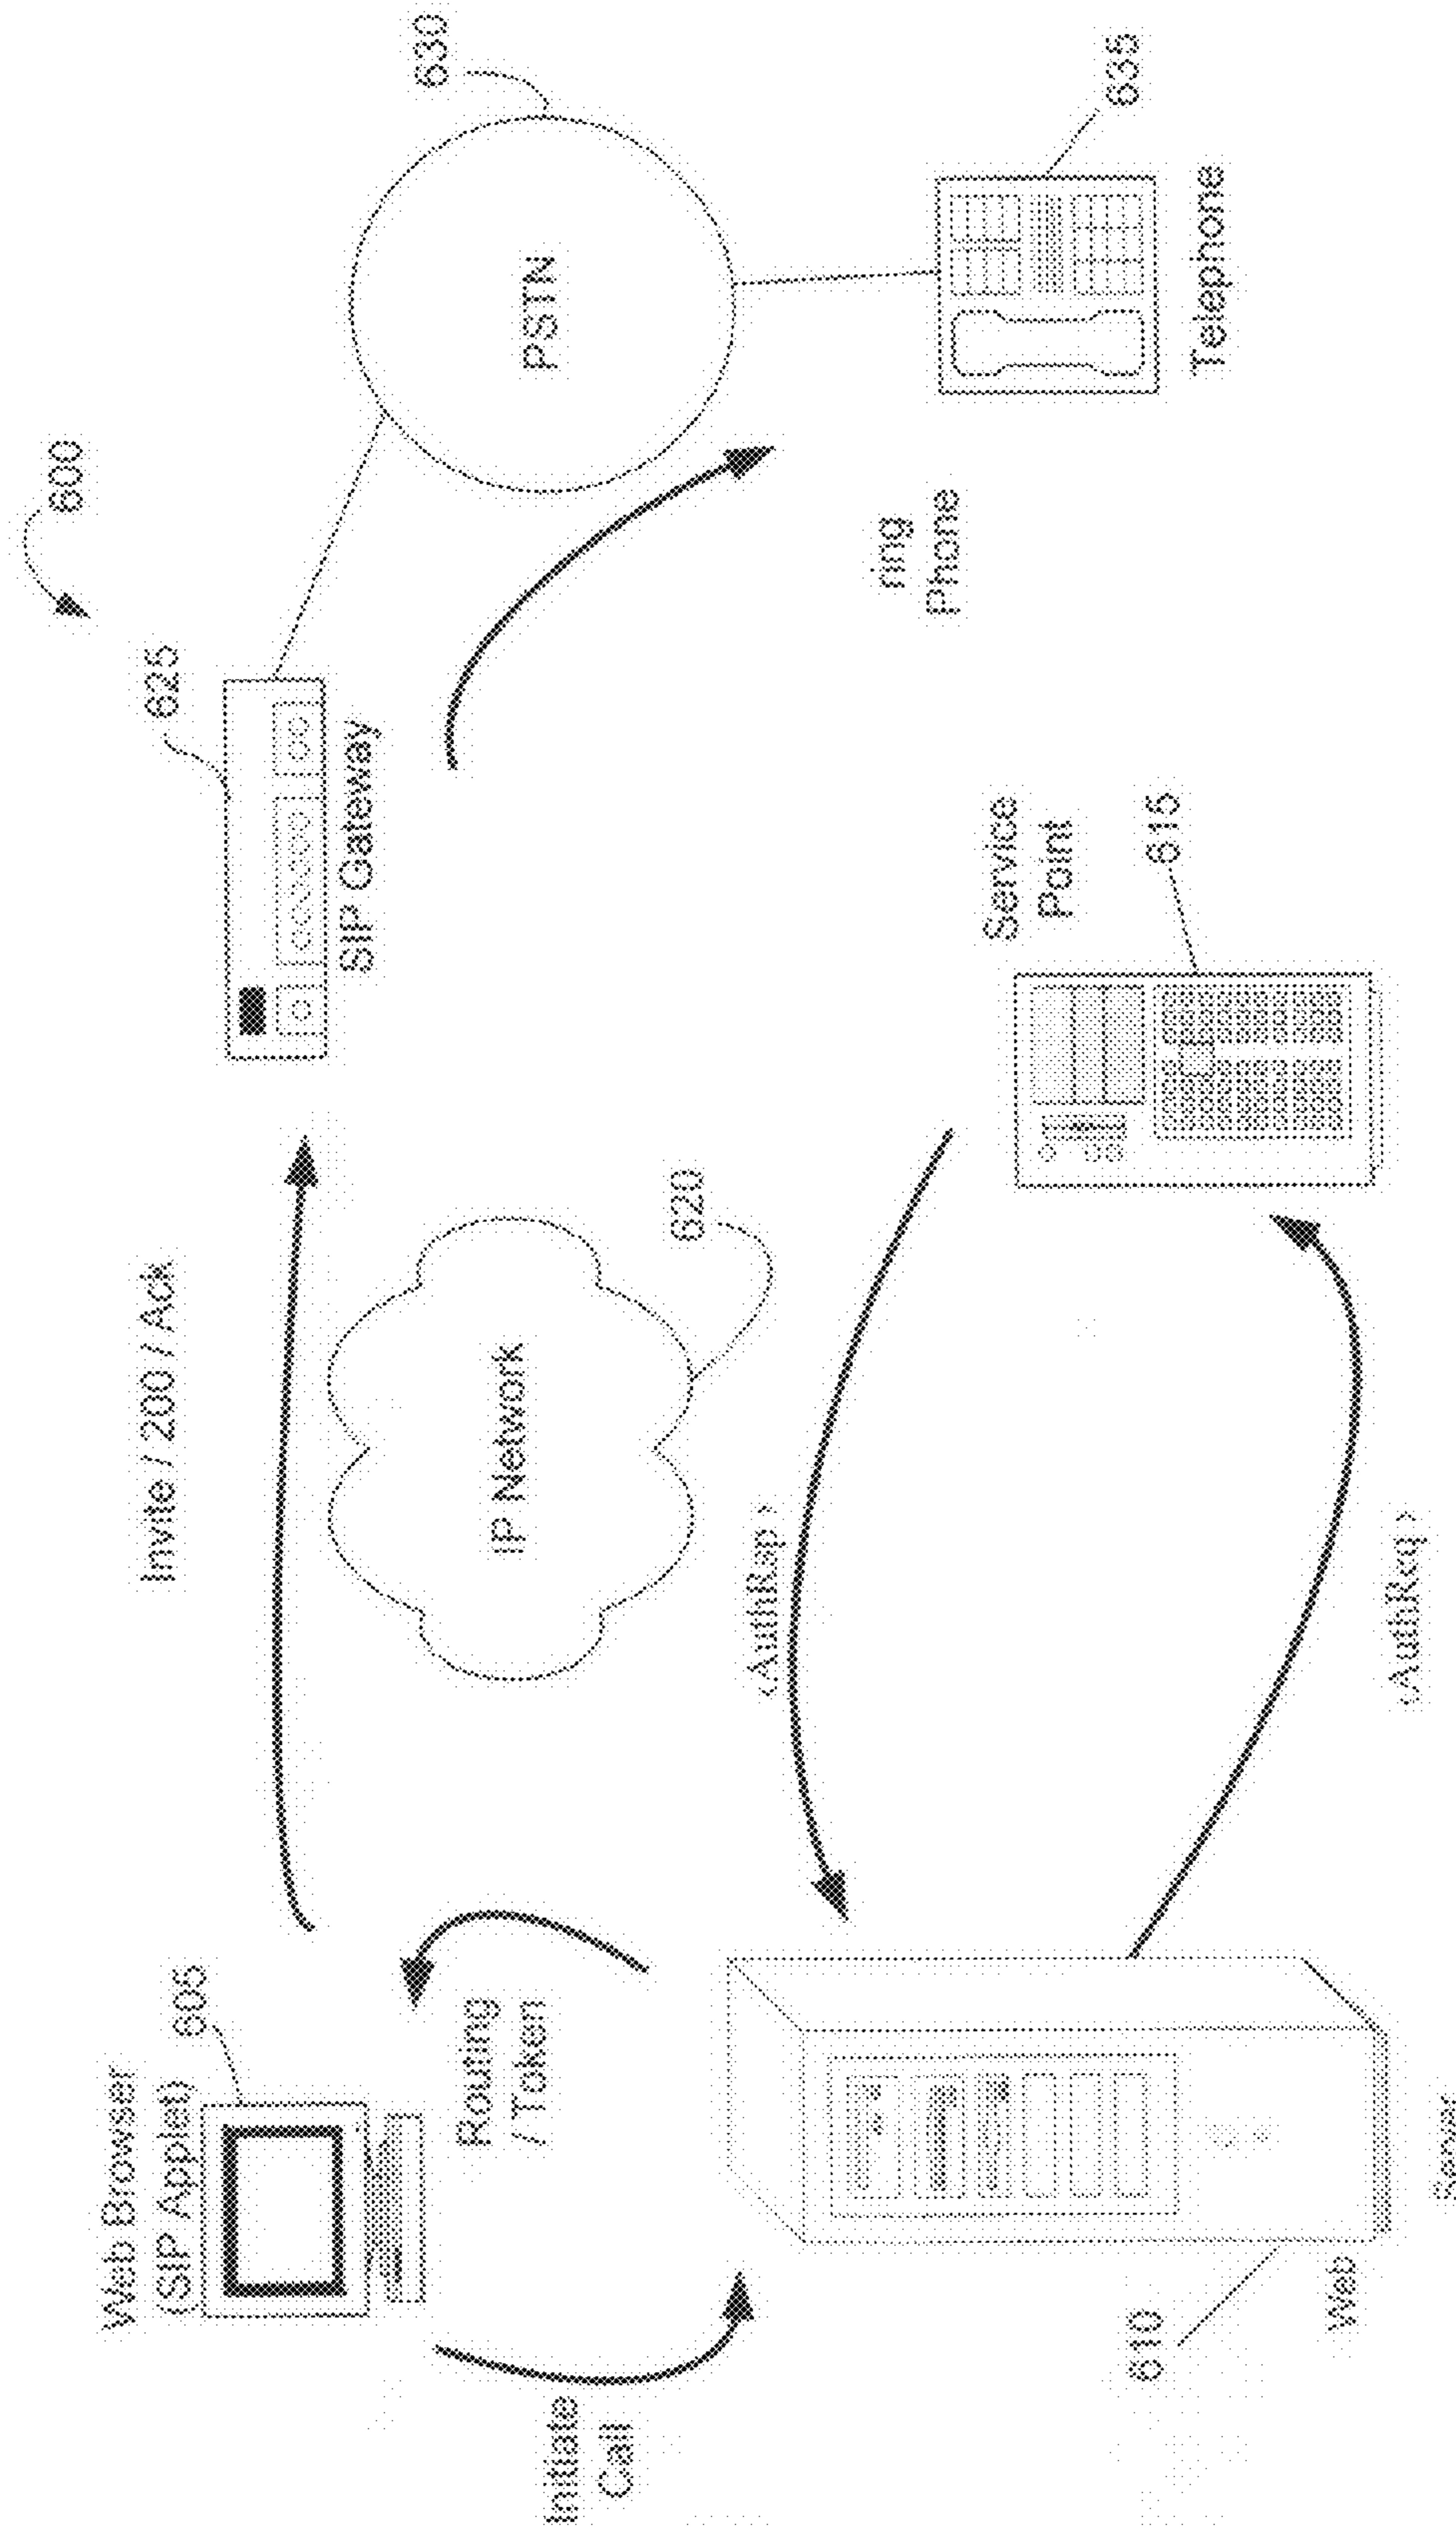 600
Web Browser
(SIP Applet)
605
Invite / 200 / Ack
625
SIP Gateway
630
PSTN
Initiate
Call
Routing
/ Token
IP Network
620
ring
Phone
635
Telephone
<AuthRsp>
Service
Point
615
610
Web
Server
<AuthReq>